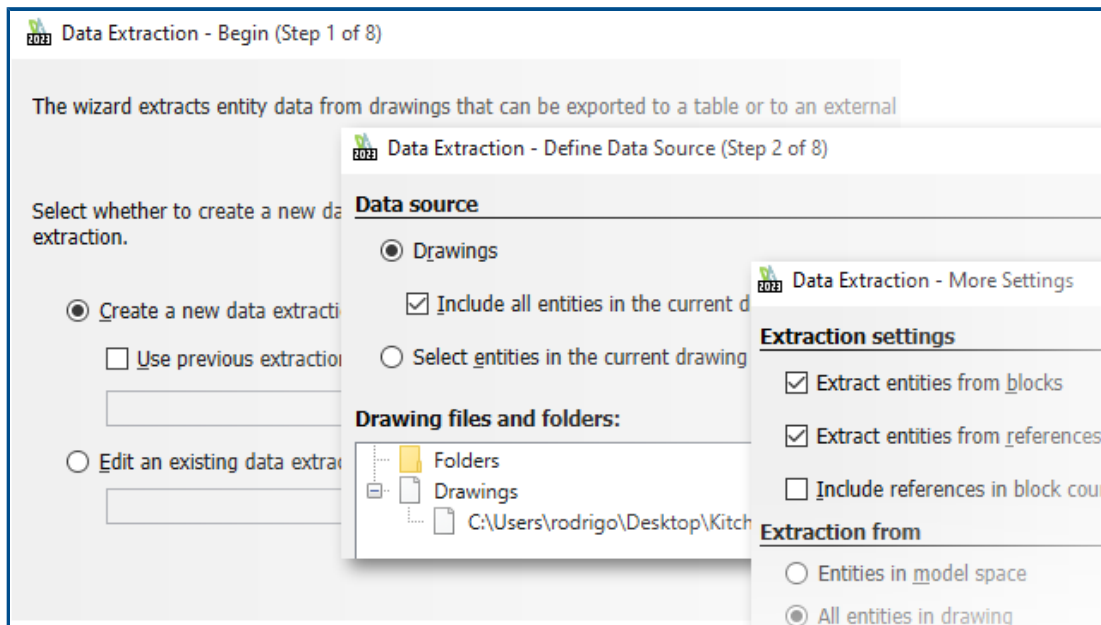 2023 Data Extraction - Begin (Step 1 of 8)
The wizard extracts entity data from drawings that can be exported to a table or to an external
Select whether to create a new da
extraction.
Create a new data extracti
Use previous extraction
Edit an existing data extrac
2023 Data Extraction - Define Data Source (Step 2 of 8)
Data source
Drawings
Include all entities in the current d
Select entities in the current drawing
Drawing files and folders:
Folders
Drawings
C:\Users\rodrigo\Desktop\Kitch
2023 Data Extraction - More Settings
Extraction settings
Extract entities from blocks
Extract entities from references
Include references in block cou
Extraction from
Entities in model space
All entities in drawing